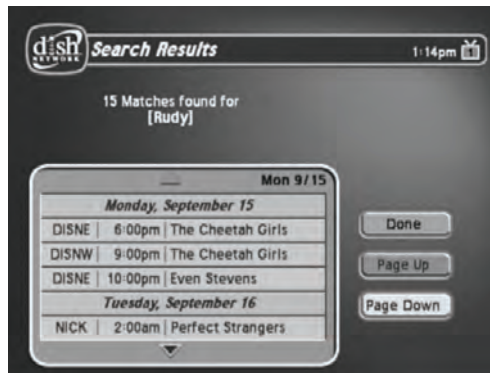 dish
NETWORK
Search Results
1:14pm
1
15 Matches found for
[Rudy]
Mon 9/15
Monday, September 15
DISNE 6:00pm The Cheetah Girls
DISNW 9:00pm The Cheetah Girls
DISNE 10:00pm Even Stevens
Tuesday, September 16
NICK 2:00am Perfect Strangers
Done
Page Up
Page Down